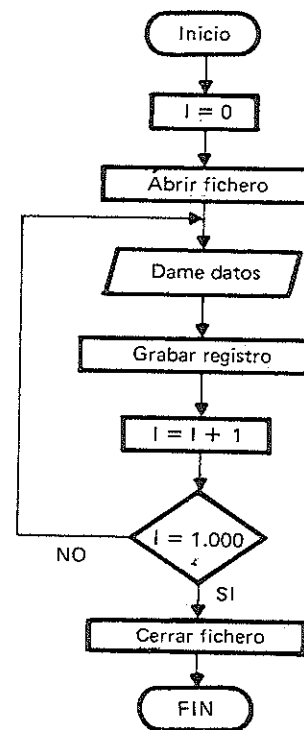 Inicio
I = 0
Abrir fichero
Dame datos
Grabar registro
I = I + 1
I = 1.000
NO
SI
Cerrar fichero
FIN